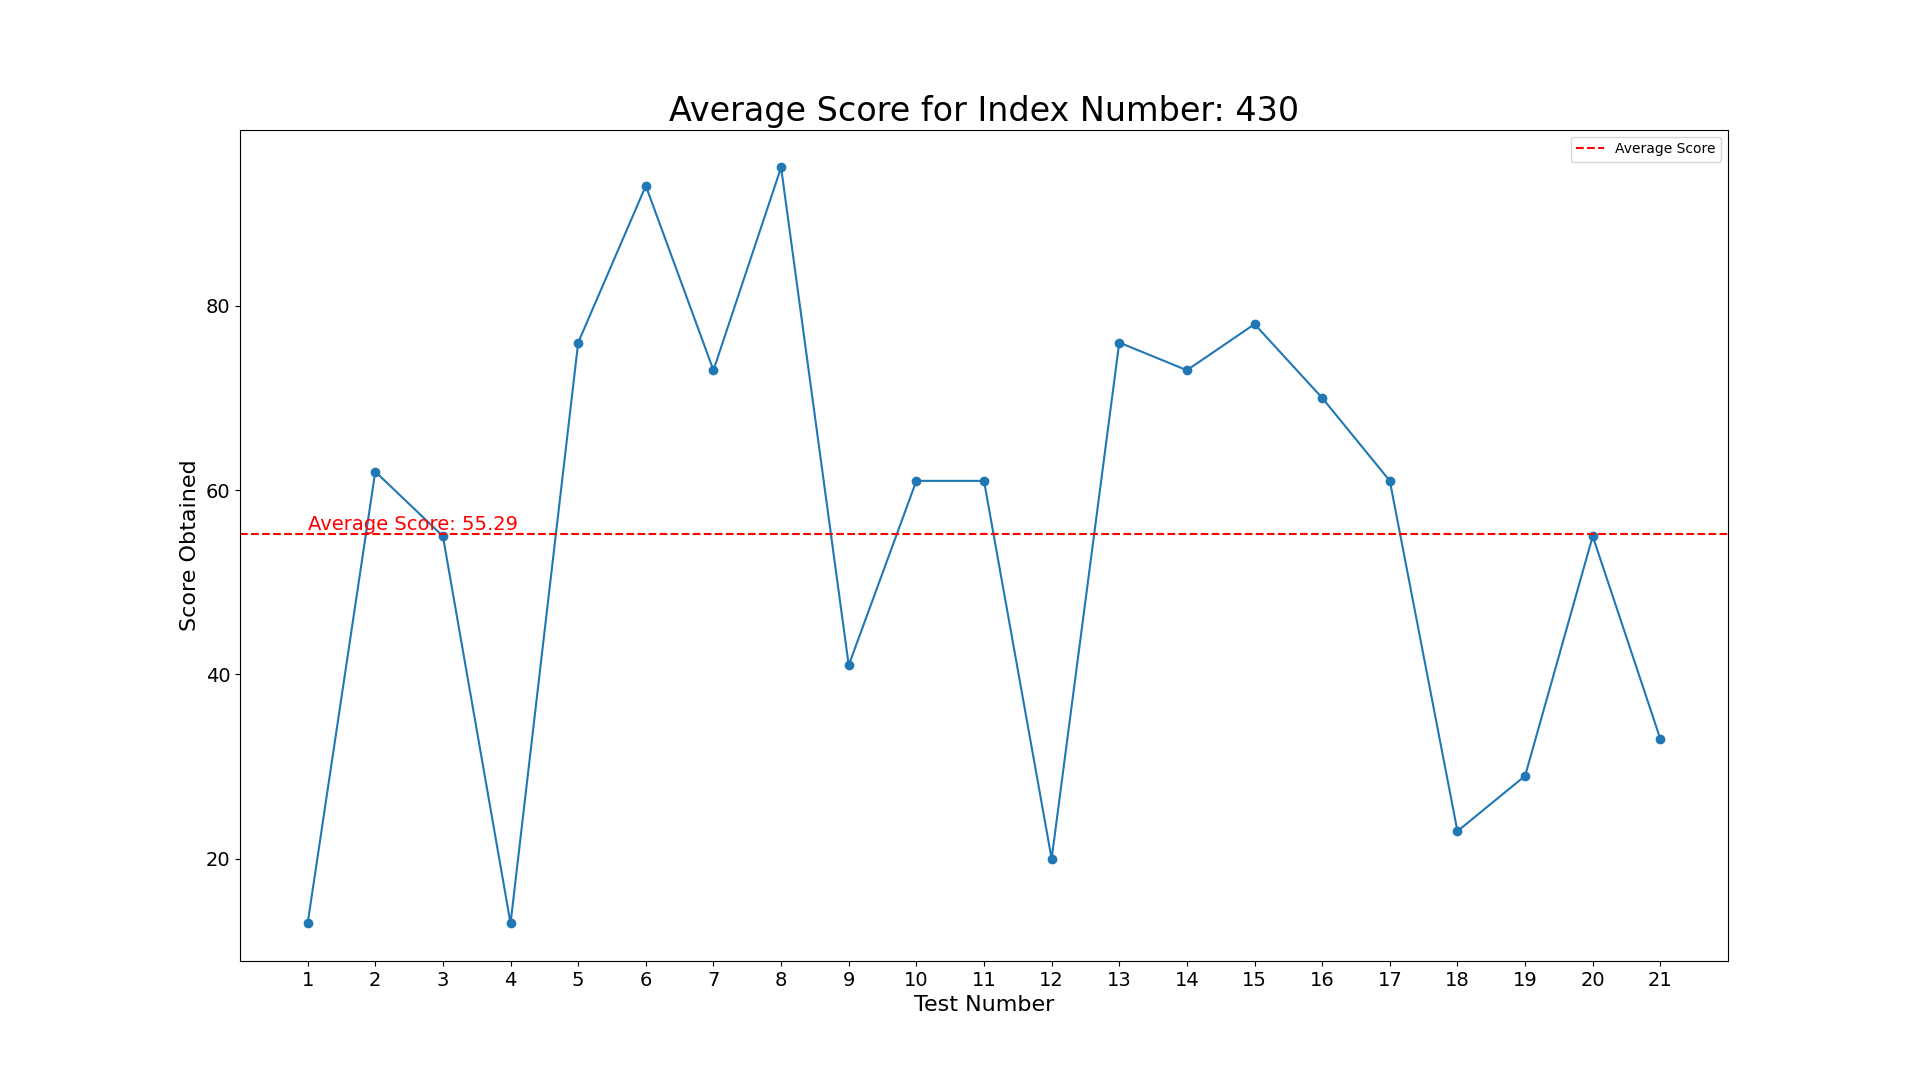 Average Score for Index Number: 430
Average Score
80
60
40
20
Score Obtained
Average Score: 55.29
1 2 3 4 5 6 7 8 9 10 11 12 13 14 15 16 17 18 19 20 21
Test Number